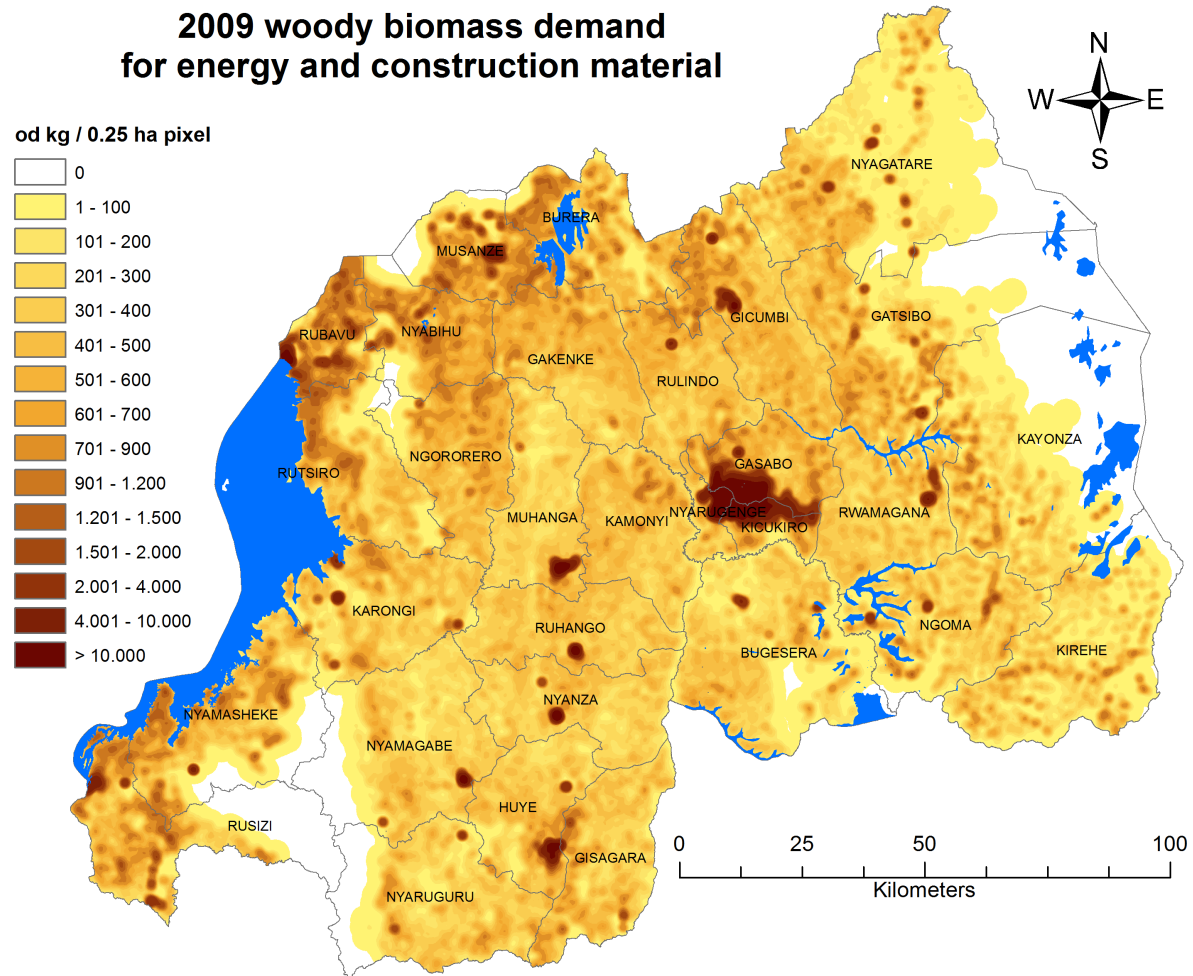 2009 woody biomass demand
for energy and construction material
N
W
E
S
od kg / 0.25 ha pixel
0
1 - 100
101 - 200
201 - 300
301 - 400
401 - 500
501 - 600
601 - 700
701 - 900
901 - 1.200
1.201 - 1.500
1.501 - 2.000
2.001 - 4.000
4.001 - 10.000
> 10.000
NYAGATARE
BURERA
MUSANZE
RUBAVU
NYABIHU
GICUMBI
GATSIBO
GAKENKE
RULINDO
KAYONZA
NGORORERO
GASABO
RUTSIRO
MUHANGA
KAMONYI
NYARUGENGE
RWAMAGANA
KICUKIRO
KARONGI
RUHANGO
NGOMA
BUGESERA
KIREHE
NYANZA
NYAMASHEKE
NYAMAGABE
HUYE
RUSIZI
GISAGARA
NYARUGURU
0 25 50 100
Kilometers